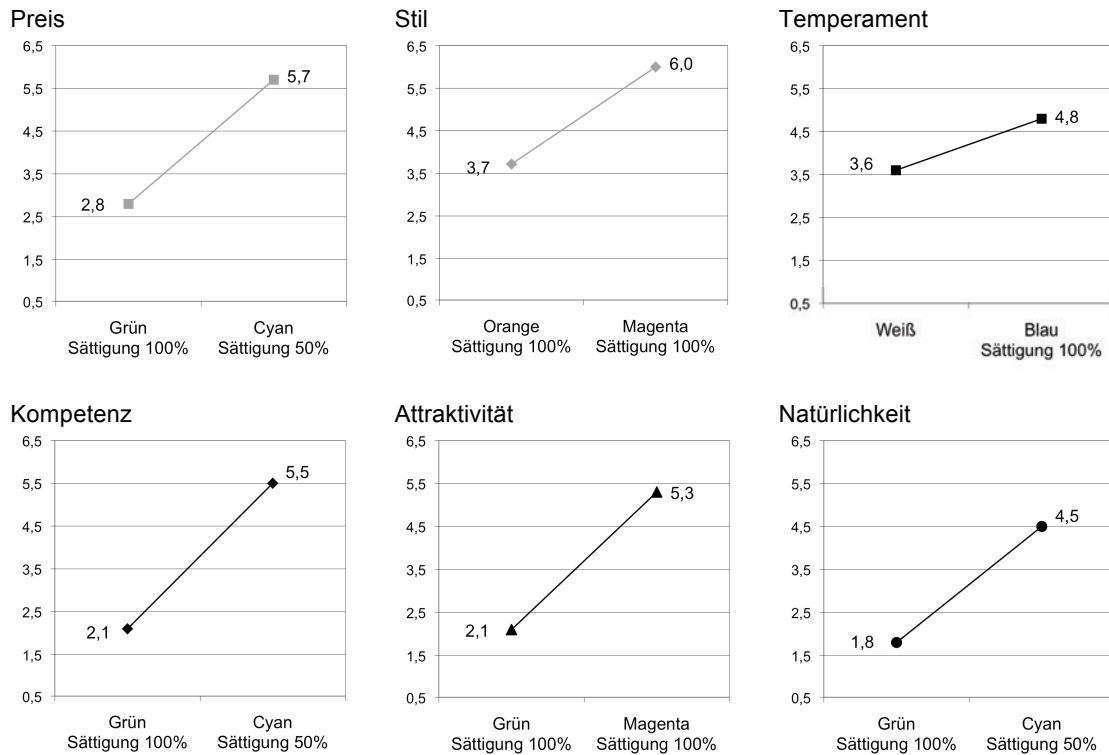 Preis
6,5
5,5
4,5
3,5
2,5
1,5
0,5
5,7
2,8
Grün
Sättigung 100%
Cyan
Sättigung 50%
Stil
6,5
5,5
4,5
3,5
2,5
1,5
0,5
6,0
3,7
Orange
Sättigung 100%
Magenta
Sättigung 100%
Temperament
6,5
5,5
4,5
3,5
2,5
1,5
0,5
3,6
4,8
Weiß
Blau
Sättigung 100%
Kompetenz
6,5
5,5
4,5
3,5
2,5
1,5
0,5
5,5
2,1
Grün
Sättigung 100%
Cyan
Sättigung 50%
Attraktivität
6,5
5,5
4,5
3,5
2,5
1,5
0,5
5,3
2,1
Grün
Sättigung 100%
Magenta
Sättigung 100%
Natürlichkeit
6,5
5,5
4,5
3,5
2,5
1,5
0,5
4,5
1,8
Grün
Sättigung 100%
Cyan
Sättigung 50%